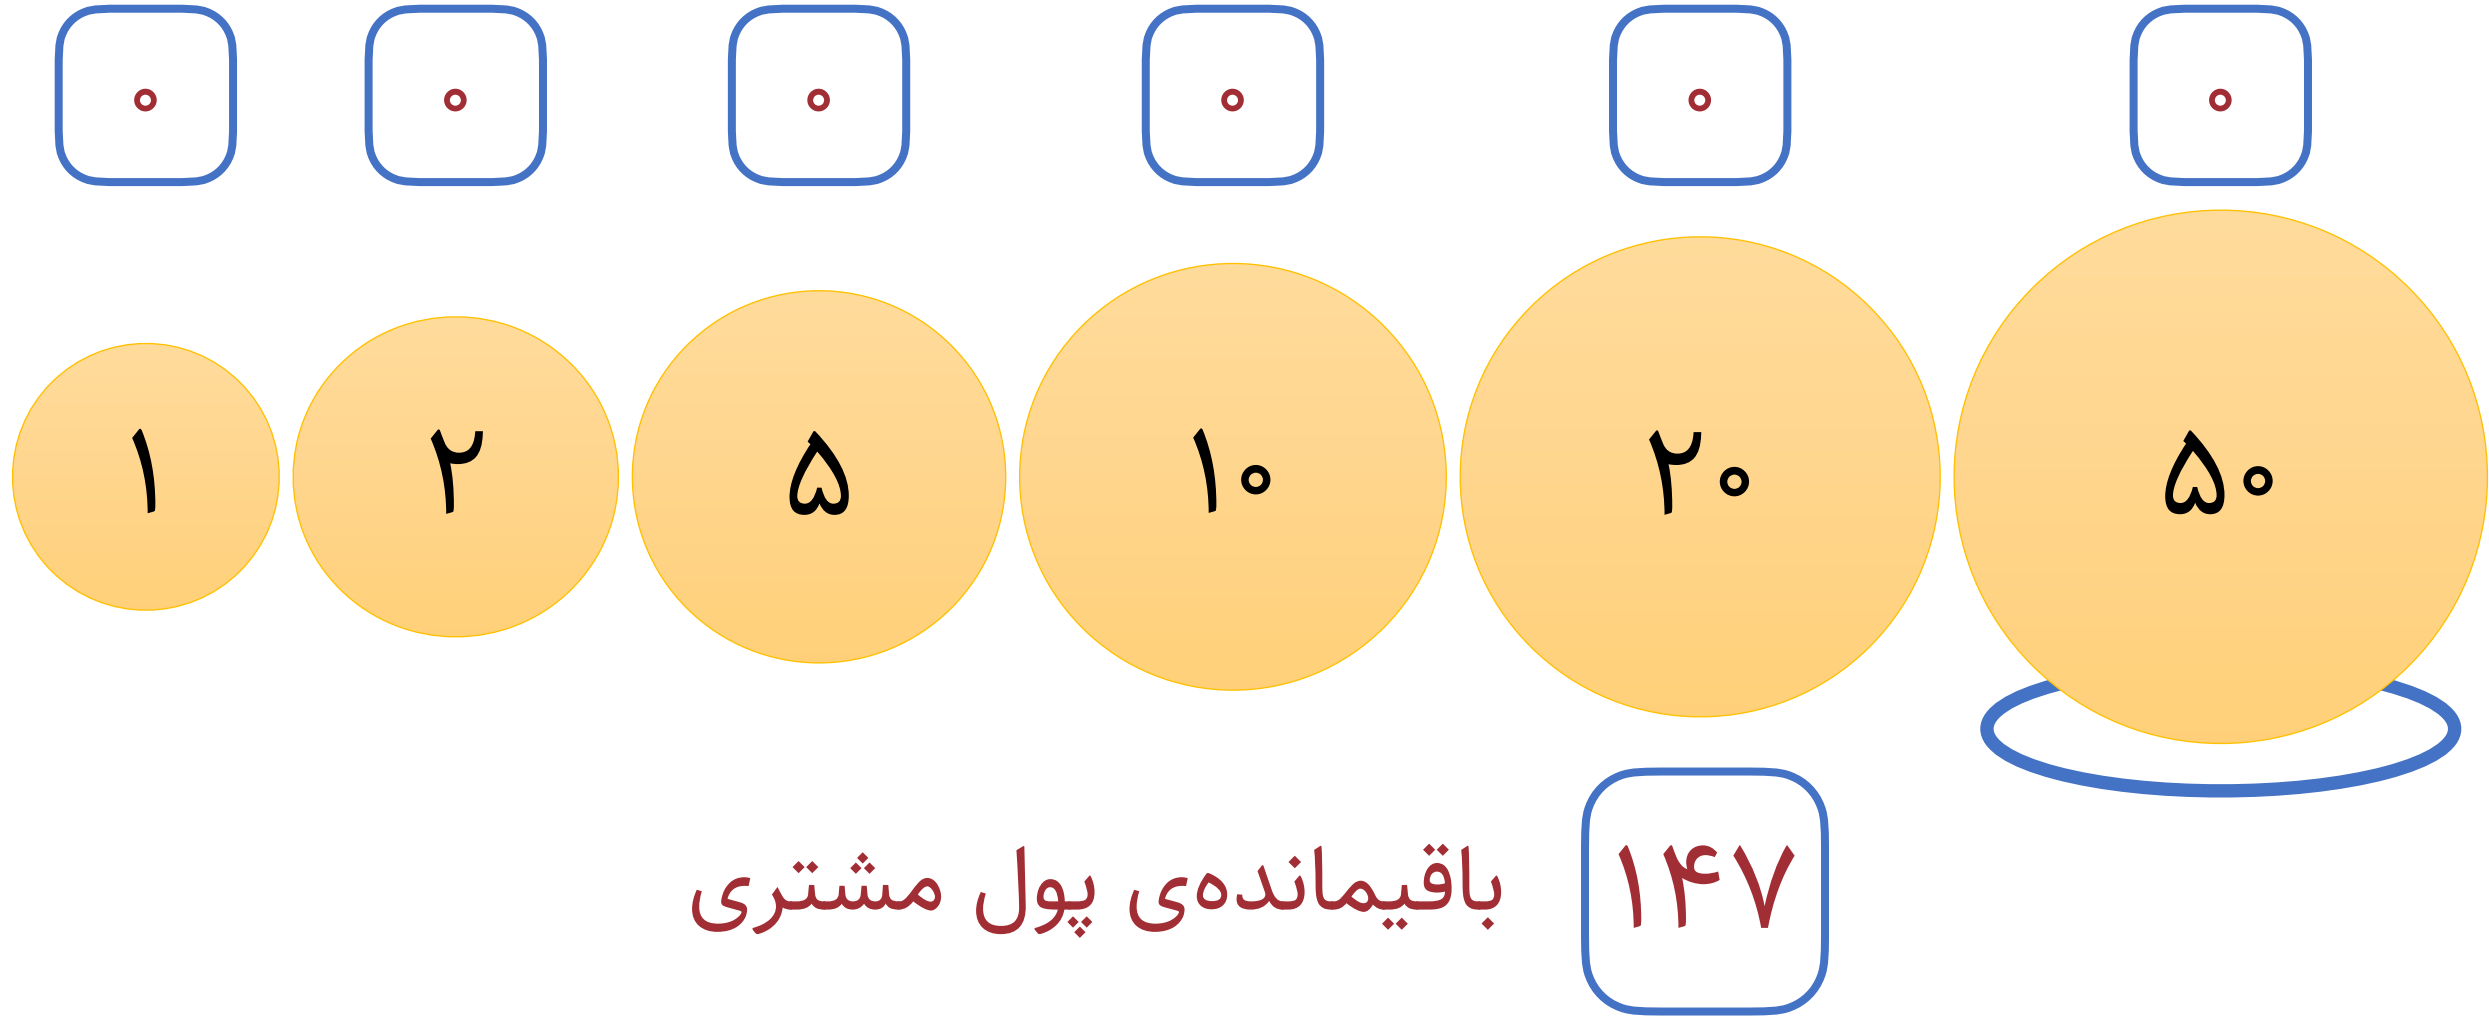 ۰ ۰ ۰ ۰ ۰ ۰
۱ ۲ ۵ ۱۰ ۲۰ ۵۰
۱۴۷ باقیمانده‌ی پول مشتری